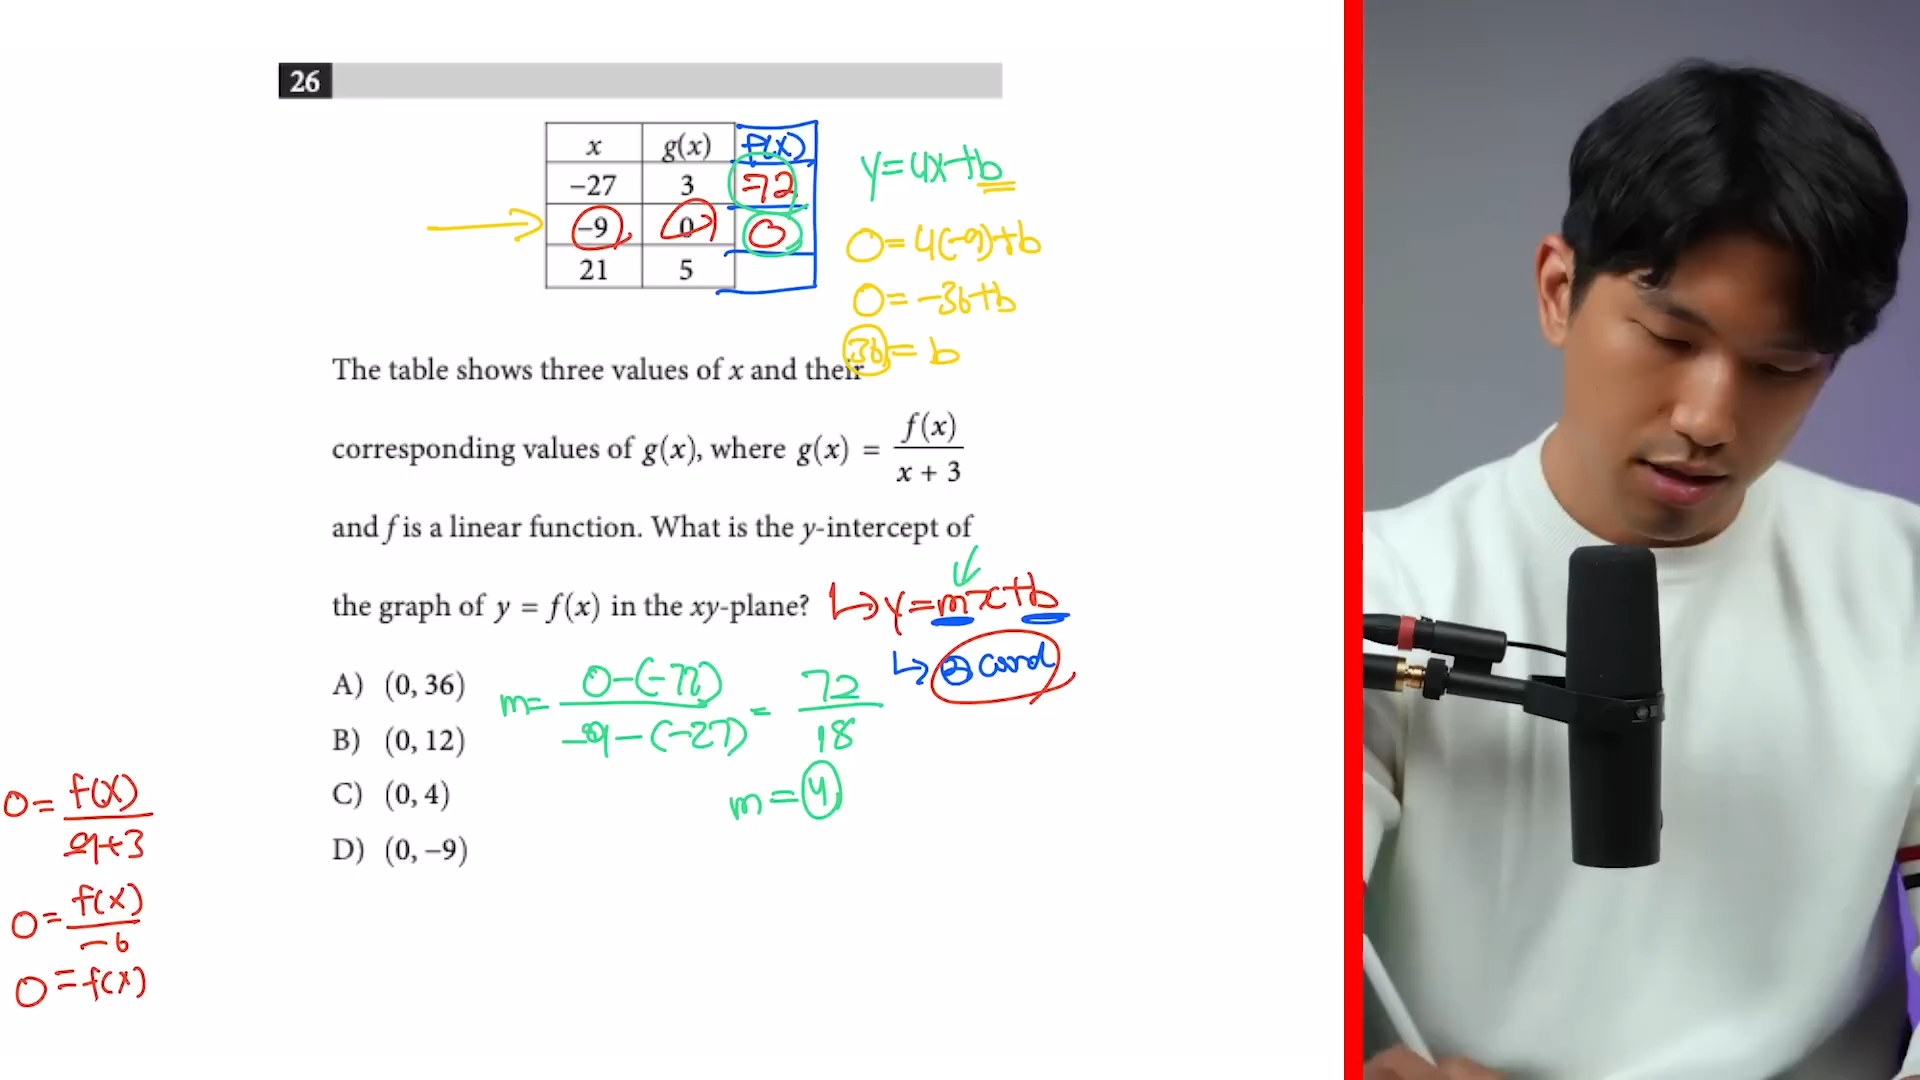 26
x g(x) f(x)
−27 3 -72
−9 0 0
21 5
y=4x+b
0=4(-9)+b
0=-36+b
36=b
The table shows three values of x and their
corresponding values of g(x), where g(x) = f(x)/x + 3
and f is a linear function. What is the y-intercept of
the graph of y = f(x) in the xy-plane?
↳ y=mx+b
↳ ② coord
A) (0, 36)
B) (0, 12)
C) (0, 4)
D) (0, −9)
m= 0-(-72)/-9-(-27) = 72/18
m=4
0= f(x)/-9+3
0= f(x)/-6
0=f(x)